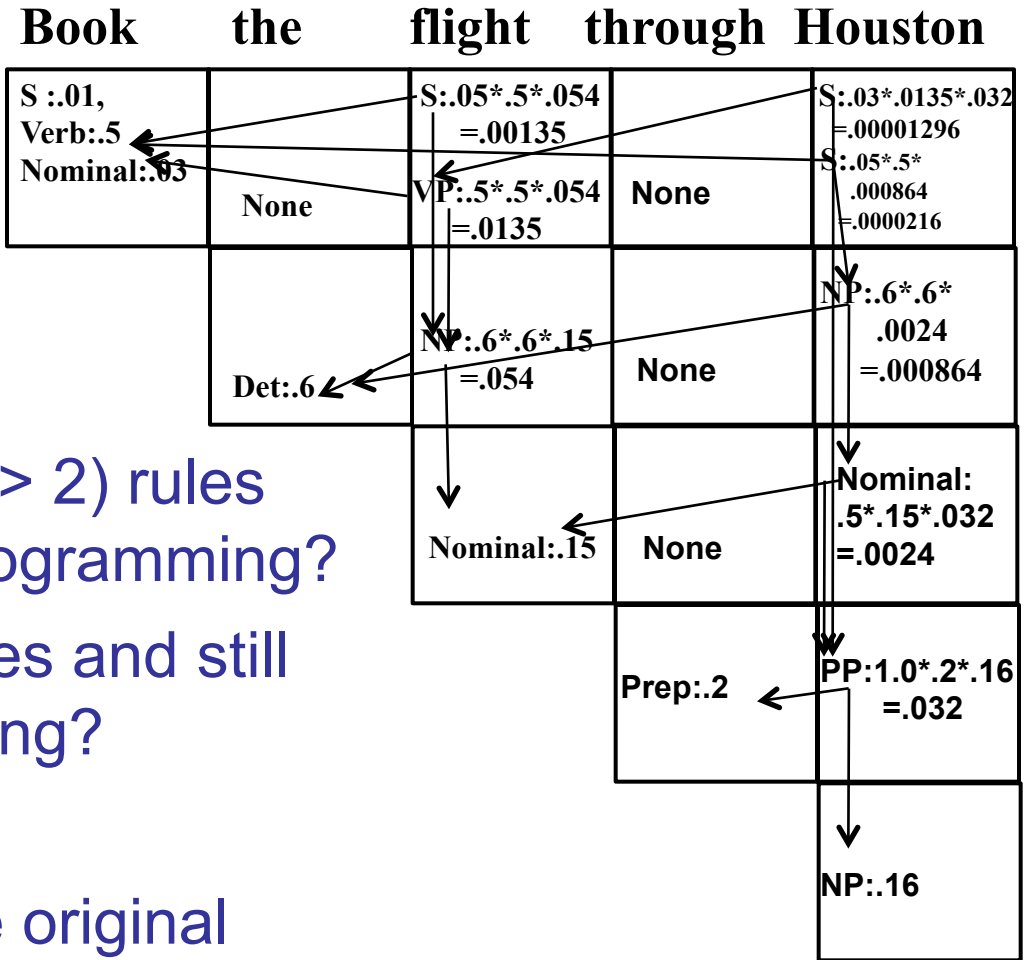 Book the flight through Houston
S :.01,
Verb:.5
Nominal:.03
None
S:.05*.5*.054
=.00135
VP:.5*.5*.054
=.0135
None
S:.03*.0135*.032
=.00001296
S:.05*.5*
.000864
=.0000216
Det:.6
NP:.6*.6*.15
=.054
None
NP:.6*.6*
.0024
=.000864
> 2) rules
ogramming?
es and still
ng?
e original
Nominal:.15
None
Nominal:
.5*.15*.032
=.0024
Prep:.2
PP:1.0*.2*.16
=.032
NP:.16